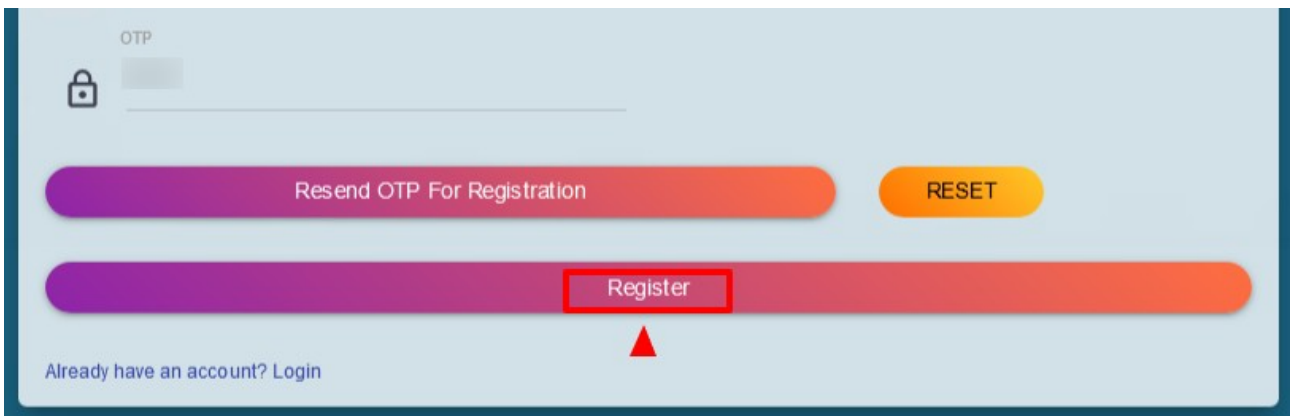 OTP
Resend OTP For Registration
RESET
Register
Already have an account? Login